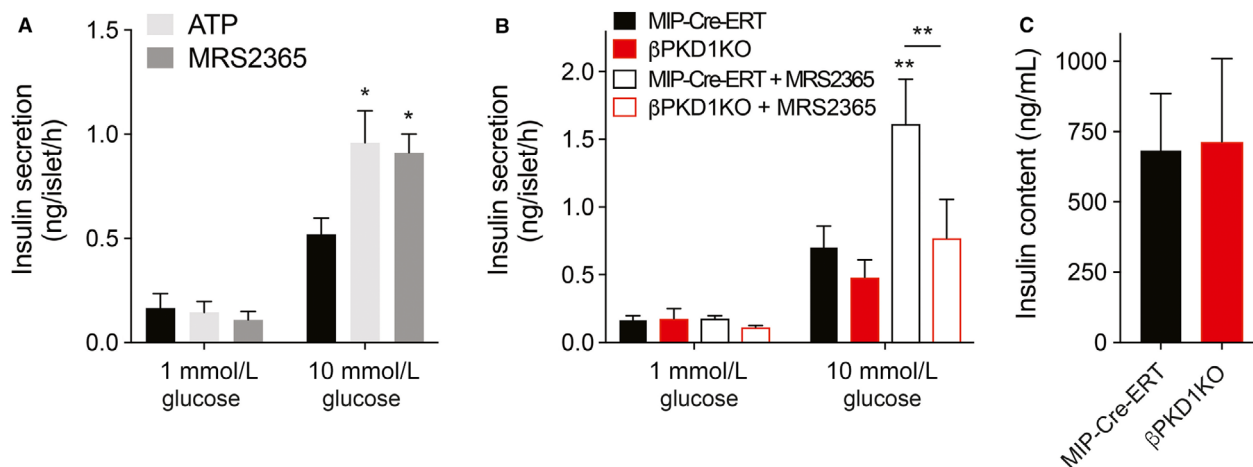 A
Insulin secretion
(ng/islet/h)
1.5
1.0
0.5
0.0
ATP
MRS2365
*
*
1 mmol/L
glucose
10 mmol/L
glucose
B
Insulin secretion
(ng/islet/h)
2.0
1.5
1.0
0.5
0.0
MIP-Cre-ERT
βPKD1KO
MIP-Cre-ERT + MRS2365
βPKD1KO + MRS2365
**
**
1 mmol/L
glucose
10 mmol/L
glucose
C
Insulin content (ng/mL)
1000
750
500
250
0
MIP-Cre-ERT
βPKD1KO